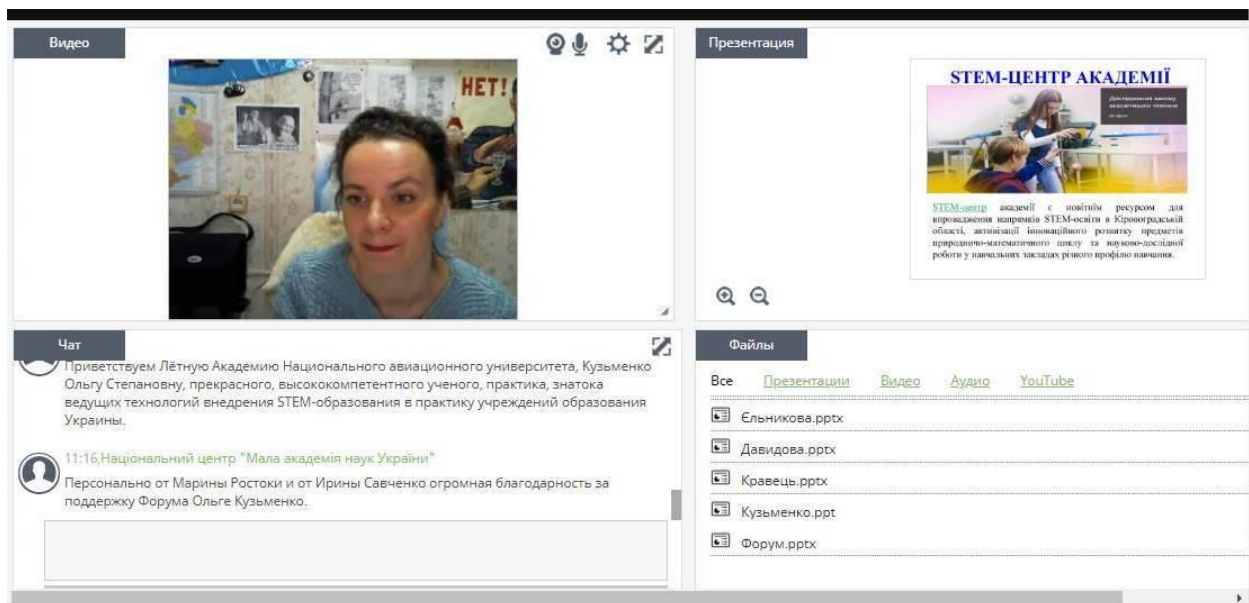 Видео
НЕТ!
Презентация
STEM-ЦЕНТР АКАДЕМІЇ
STEM-центр академії є новітнім ресурсом для
впровадження напрямків STEM-освіти в Кіровоградській
області, активізації інноваційного розвитку предметів
природничо-математичного циклу та науково-дослідної
роботи у навчальних закладах різного профілю навчання.
Чат
Приветствуем Лётную Академию Национального авиационного университета, Кузьменко
Ольгу Степановну, прекрасного, высококомпетентного ученого, практика, знатока
ведущих технологий внедрения STEM-образования в практику учреждений образования
Украины.
11:16,Національний центр "Мала академія наук України"
Персонально от Марины Ростоки и от Ирины Савченко огромная благодарность за
поддержку Форума Ольге Кузьменко.
Файлы
Все Презентации Видео Аудио YouTube
Єльникова.pptx
Давидова.pptx
Кравець.pptx
Кузьменко.ppt
Форум.pptx